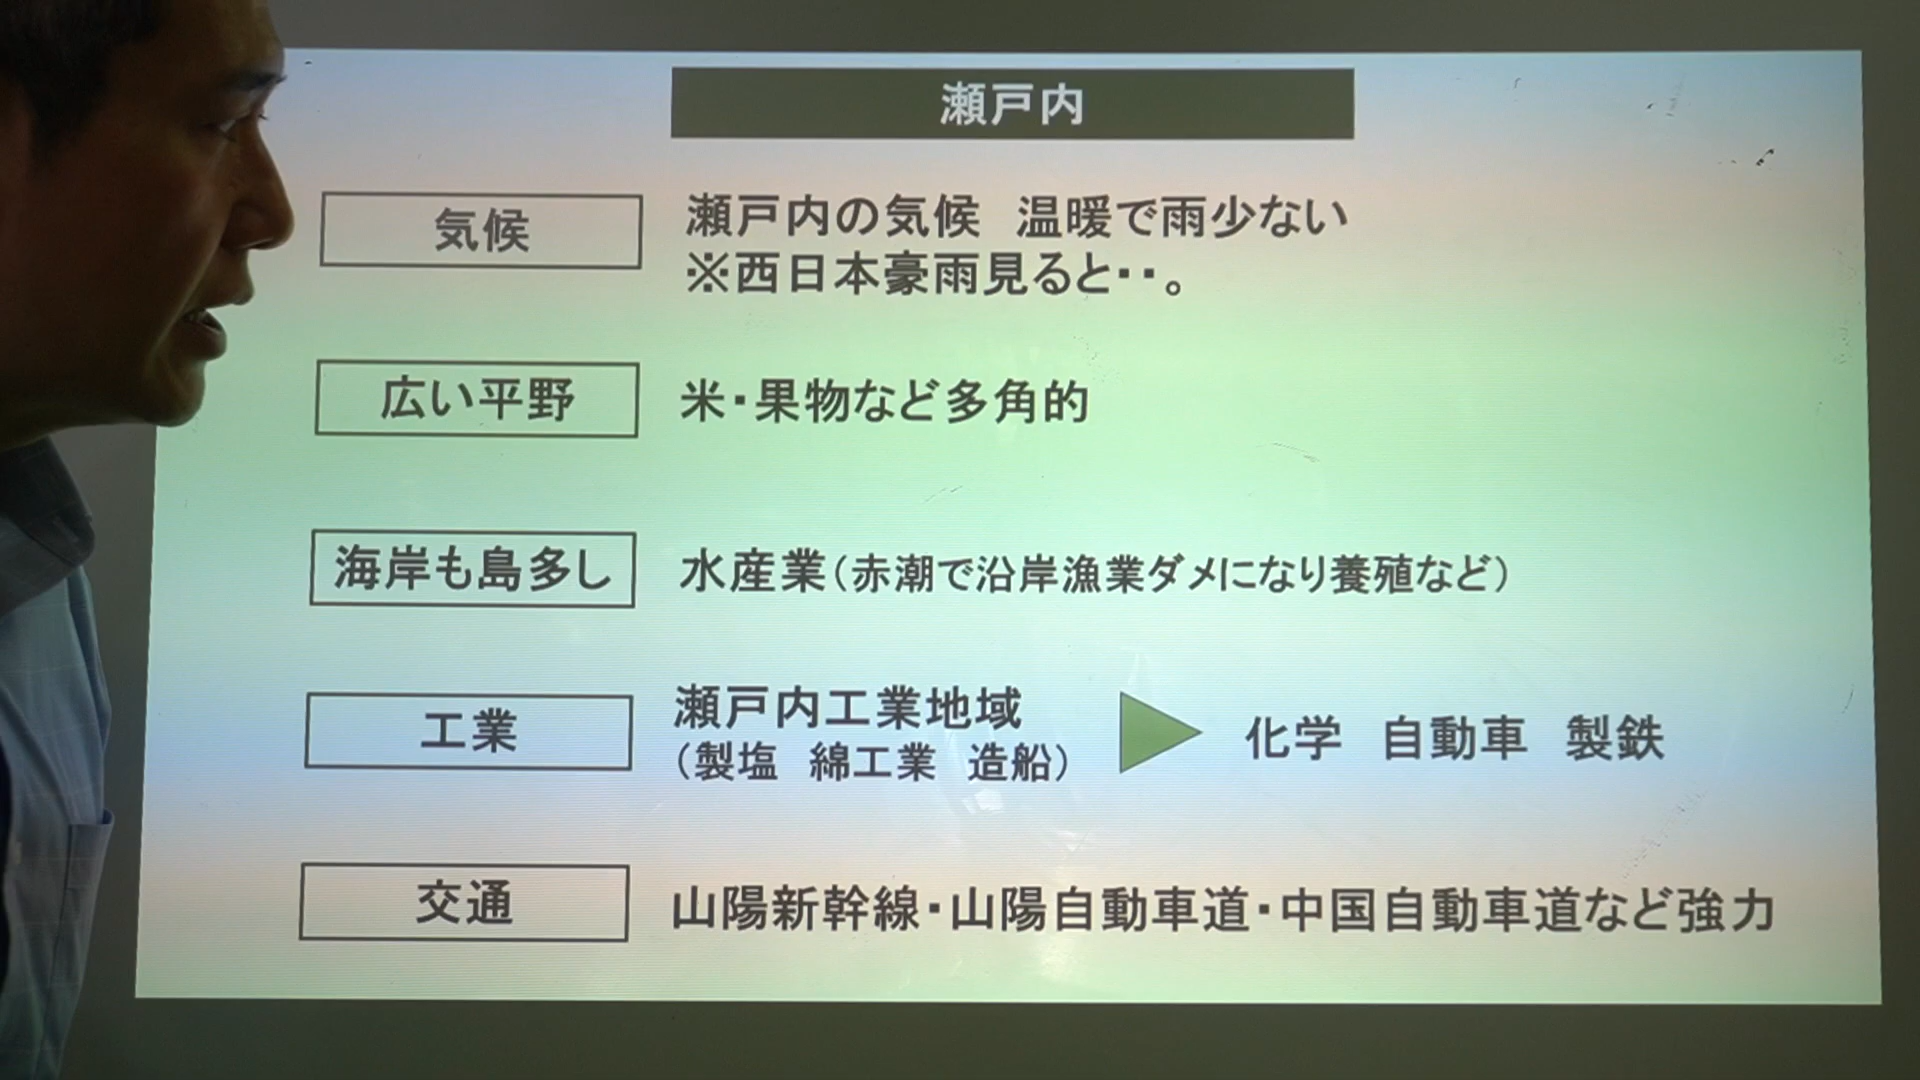 瀬戸内
気候
瀬戸内の気候　温暖で雨少ない
※西日本豪雨見ると・・。
広い平野
米・果物など多角的
海岸も島多し
水産業（赤潮で沿岸漁業ダメになり養殖など）
工業
瀬戸内工業地域
（製塩　綿工業　造船）
化学　自動車　製鉄
交通
山陽新幹線・山陽自動車道・中国自動車道など強力